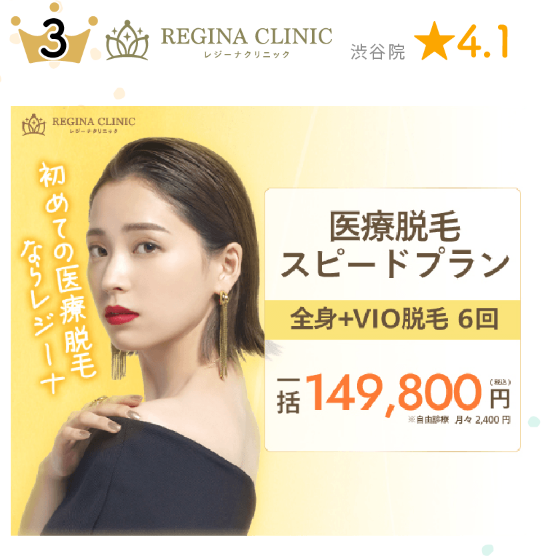 3
REGINA CLINIC
レジーナクリニック
渋谷院
★4.1
REGINA CLINIC
レジーナクリニック
初めての医療脱毛
ならレジーナ
医療脱毛
スピードプラン
全身+VIO脱毛 6回
一括 149,800円
(税込)
※自由診療 月々 2,400 円